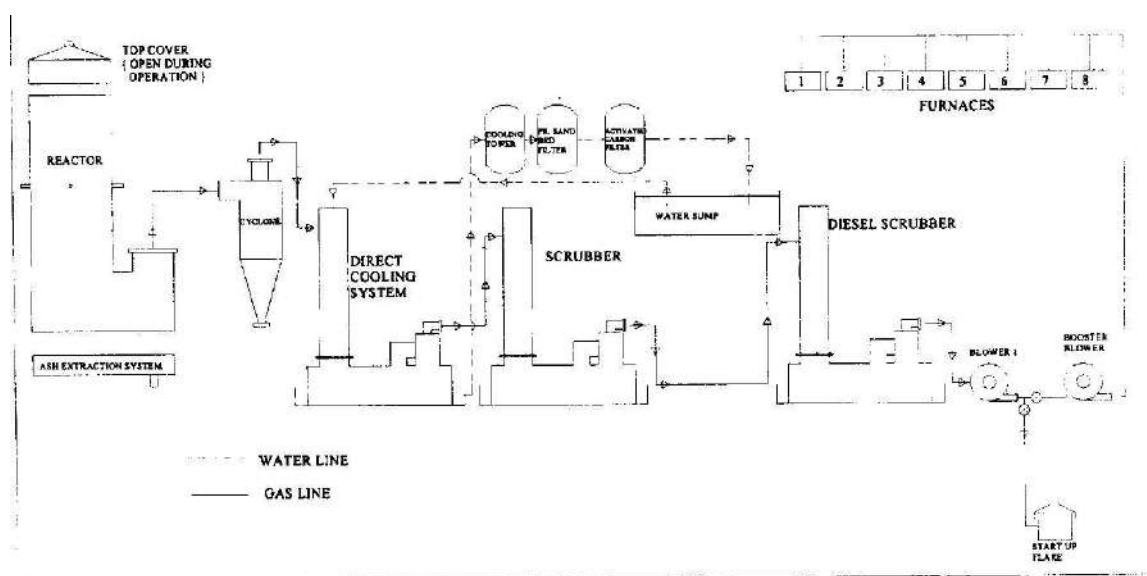 TOP COVER
( OPEN DURING
OPERATION )
REACTOR
CYCLONE
ASH EXTRACTION SYSTEM
DIRECT
COOLING
SYSTEM
COOLING
TOWER
PR. SAND
BED
FILTER
ACTIVATED
CARBON
FILTER
WATER SUMP
SCRUBBER
DIESEL SCRUBBER
1 2 3 4 5 6 7 8
FURNACES
BLOWER 1
BOOSTER
BLOWER
WATER LINE
GAS LINE
START UP
FLARE